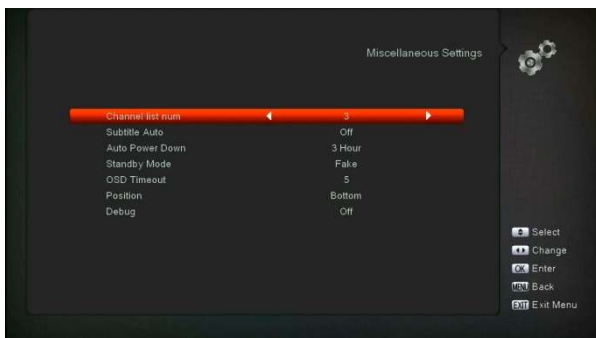 Miscellaneous Settings
Channel list num 3
Subtitle Auto Off
Auto Power Down 3 Hour
Standby Mode Fake
OSD Timeout 5
Position Bottom
Debug Off
Select
Change
OK Enter
MENU Back
EXIT Exit Menu